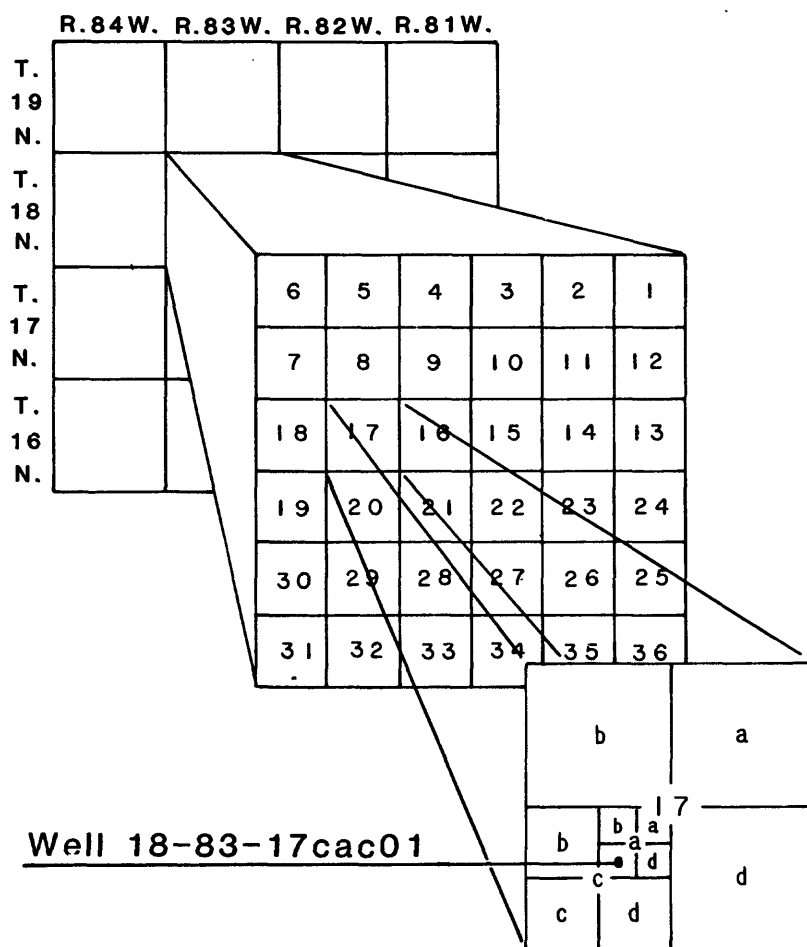 R.84W. R.83W. R.82W. R.81W.
T.
19
N.
T.
18
N.
T.
17
N.
T.
16
N.
6 5 4 3 2 1
7 8 9 10 11 12
18 17 16 15 14 13
19 20 21 22 23 24
30 29 28 27 26 25
31 32 33 34 35 36
b a
17
b a
b a
d
c d
c d
Well 18-83-17cac01